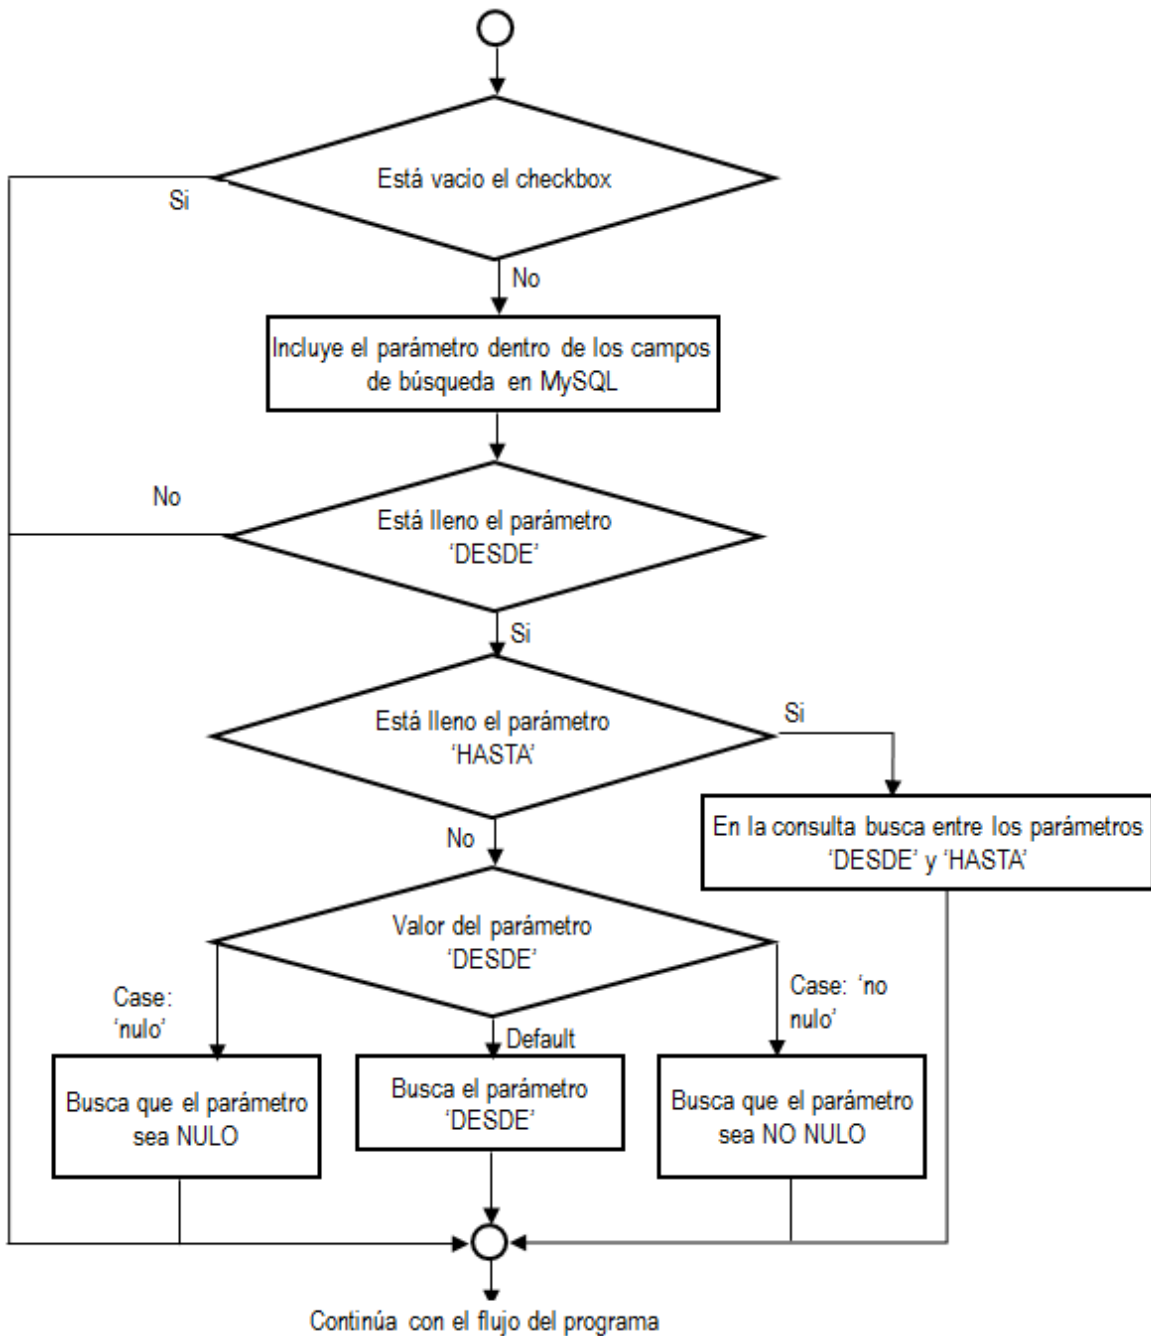 Está vacio el checkbox
Si
No
Incluye el parámetro dentro de los campos
de búsqueda en MySQL
No
Está lleno el parámetro
‘DESDE’
Si
Está lleno el parámetro
‘HASTA’
Si
No
En la consulta busca entre los parámetros
‘DESDE’ y ‘HASTA’
Valor del parámetro
‘DESDE’
Case:
‘nulo’
Default
Case: ‘no
nulo’
Busca que el parámetro
sea NULO
Busca el parámetro
‘DESDE’
Busca que el parámetro
sea NO NULO
Continúa con el flujo del programa